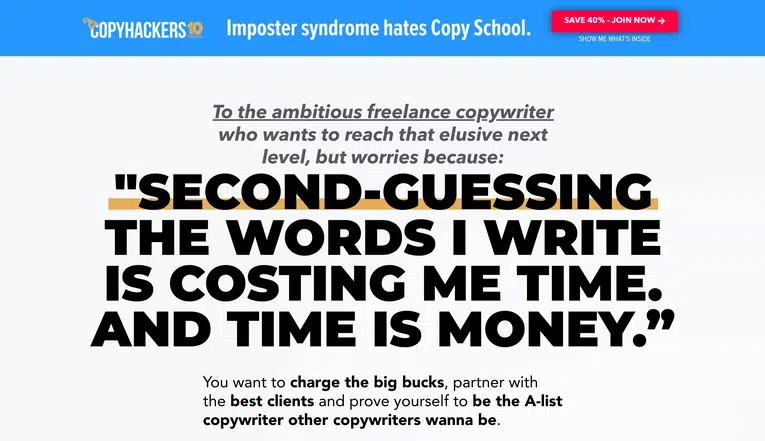 COPYHACKERS 10
Imposter syndrome hates Copy School.
SAVE 40% - JOIN NOW →
SHOW ME WHAT'S INSIDE
To the ambitious freelance copywriter
who wants to reach that elusive next
level, but worries because:
"SECOND-GUESSING
THE WORDS I WRITE
IS COSTING ME TIME.
AND TIME IS MONEY.”
You want to charge the big bucks, partner with
the best clients and prove yourself to be the A-list
copywriter other copywriters wanna be.